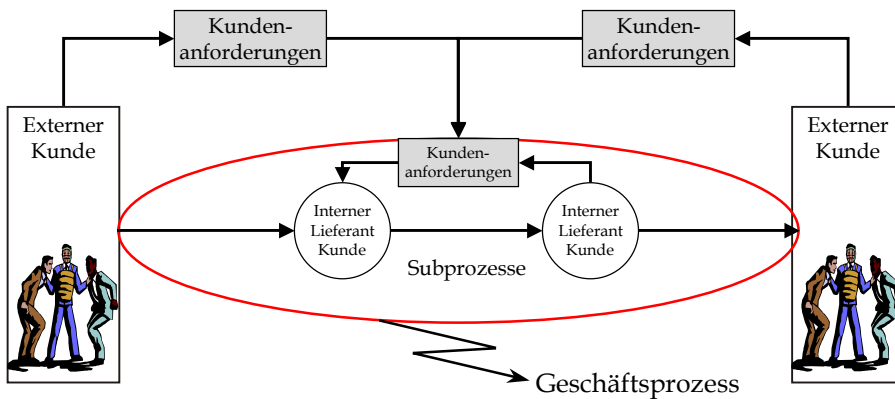 Kunden-
anforderungen
Kunden-
anforderungen
Externer
Kunde
Externer
Kunde
Kunden-
anforderungen
Interner
Lieferant
Kunde
Interner
Lieferant
Kunde
Subprozesse
Geschäftsprozess